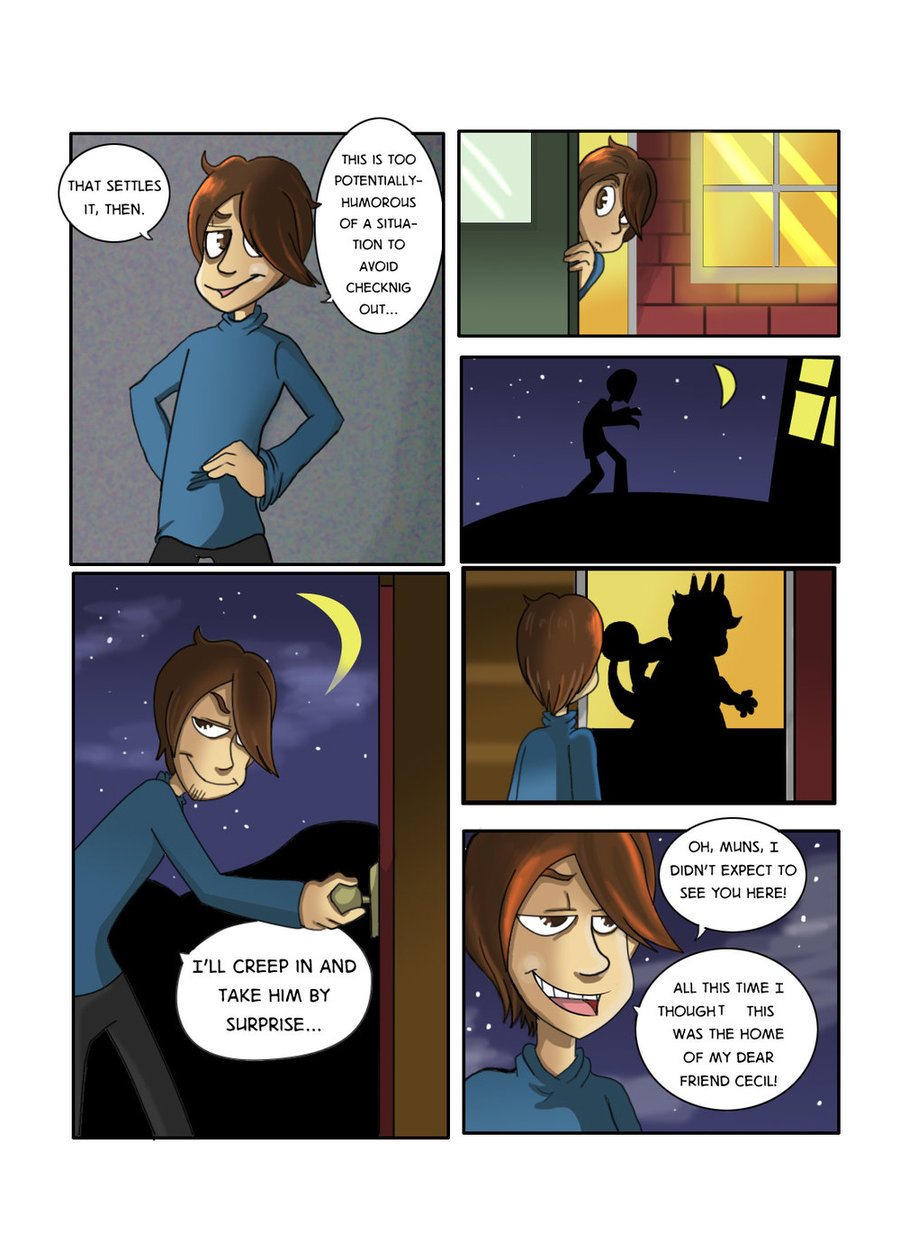 THAT SETTLES
IT, THEN.
THIS IS TOO
POTENTIALLY-
HUMOROUS
OF A SITUA-
TION TO
AVOID
CHECKNIG
OUT...
I'LL CREEP IN AND
TAKE HIM BY
SURPRISE...
OH, MUNS, I
DIDN'T EXPECT TO
SEE YOU HERE!
ALL THIS TIME I
THOUGHT THIS
WAS THE HOME
OF MY DEAR
FRIEND CECIL!